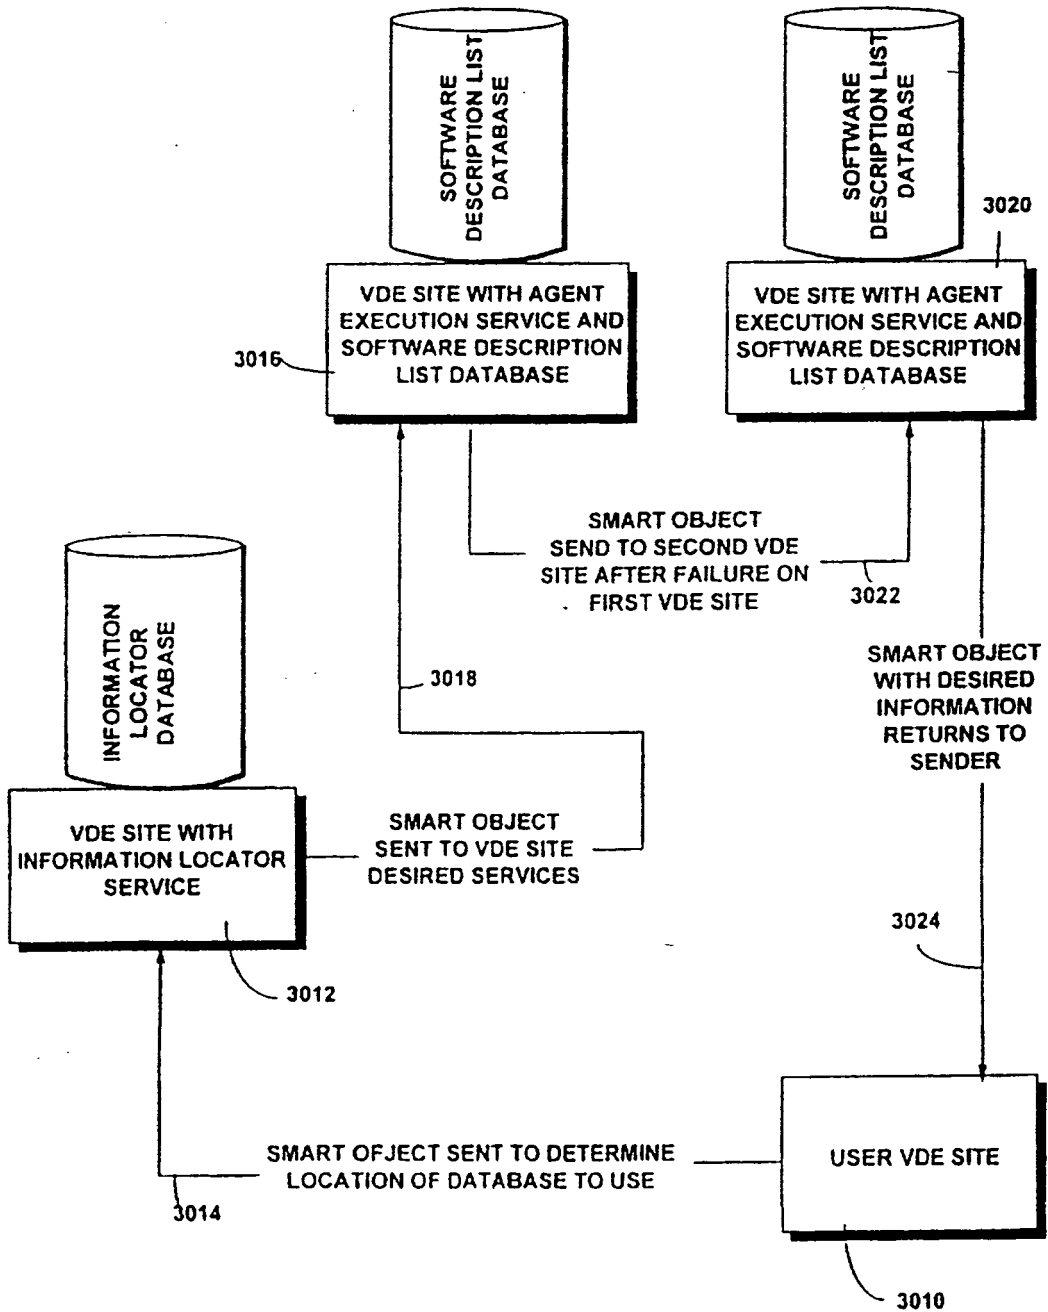 SOFTWARE
DESCRIPTION LIST
DATABASE
SOFTWARE
DESCRIPTION LIST
DATABASE
3020
VDE SITE WITH AGENT
EXECUTION SERVICE AND
SOFTWARE DESCRIPTION
LIST DATABASE
3016
VDE SITE WITH AGENT
EXECUTION SERVICE AND
SOFTWARE DESCRIPTION
LIST DATABASE
SMART OBJECT
SEND TO SECOND VDE
SITE AFTER FAILURE ON
FIRST VDE SITE
3022
INFORMATION
LOCATOR
DATABASE
3018
SMART OBJECT
WITH DESIRED
INFORMATION
RETURNS TO
SENDER
VDE SITE WITH
INFORMATION LOCATOR
SERVICE
SMART OBJECT
SENT TO VDE SITE
DESIRED SERVICES
3024
3012
SMART OFJECT SENT TO DETERMINE
LOCATION OF DATABASE TO USE
3014
USER VDE SITE
3010